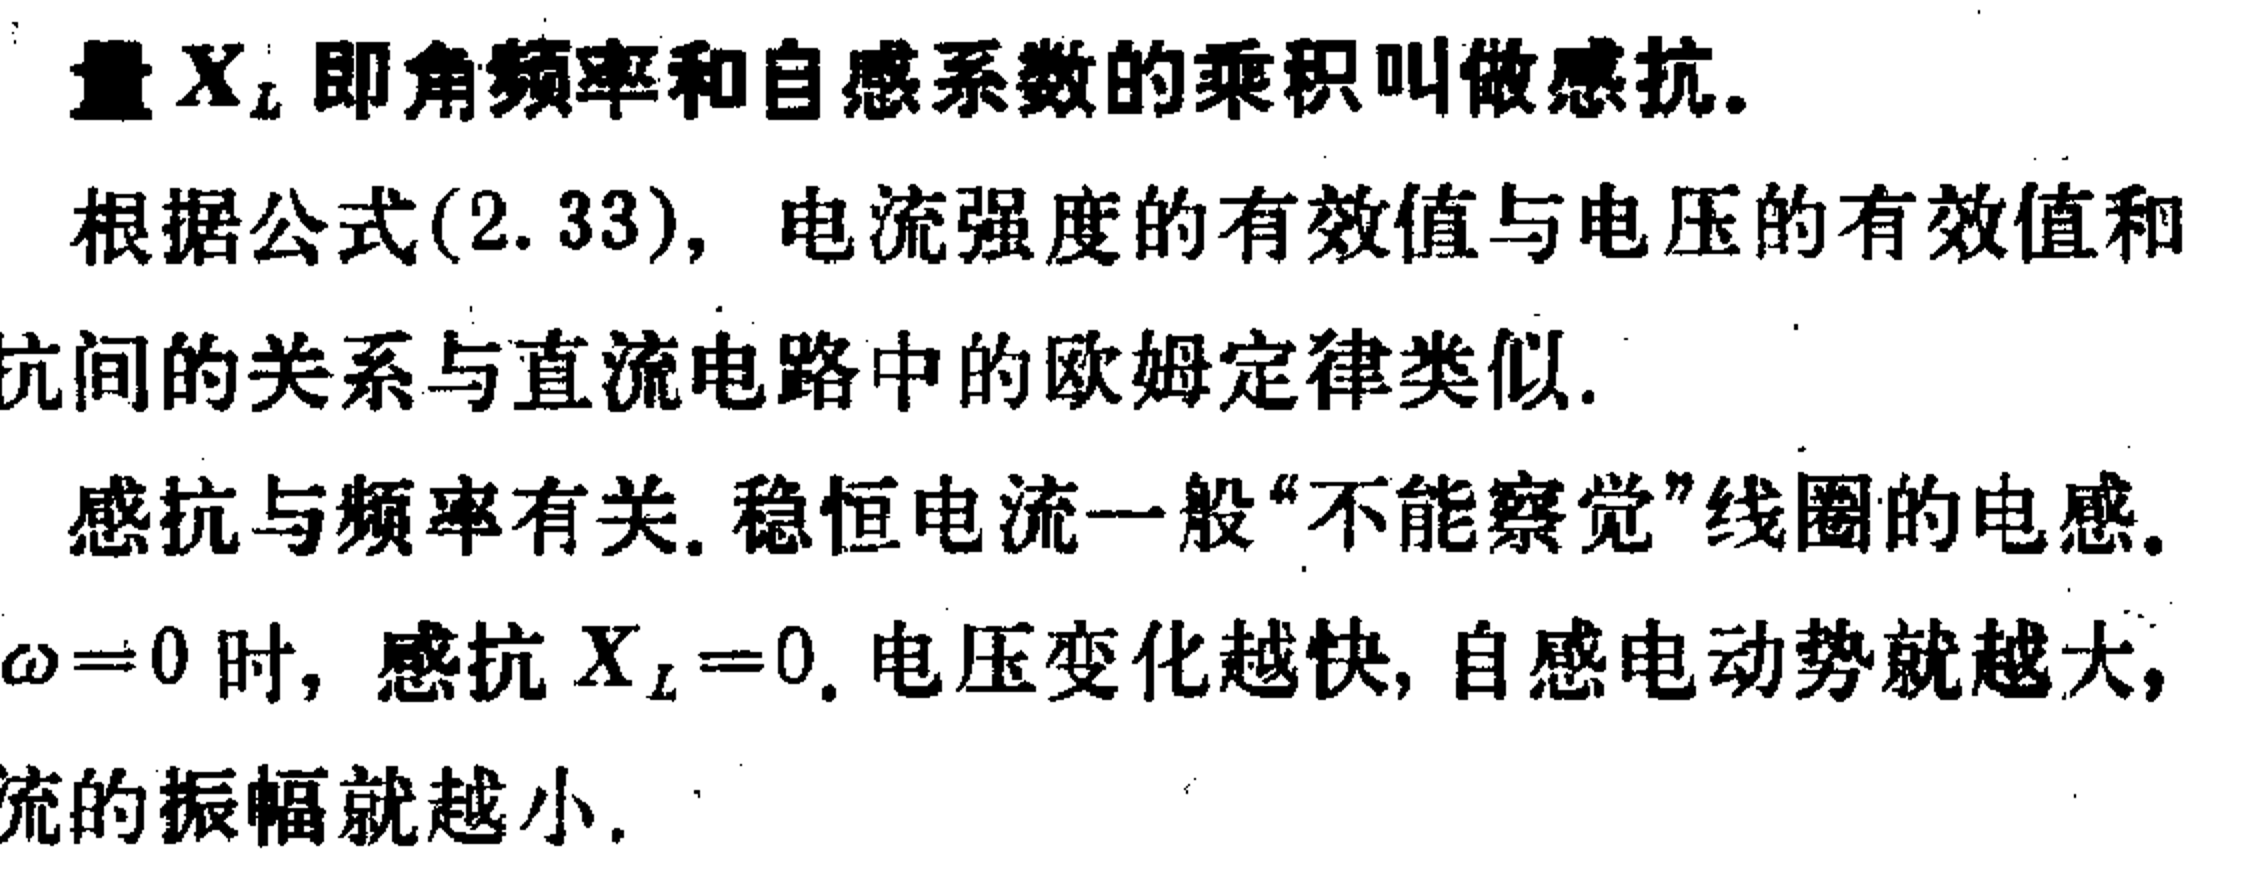 量 X_L 即角频率和自感系数的乘积叫做感抗.
根据公式(2.33), 电流强度的有效值与电压的有效值和
抗间的关系与直流电路中的欧姆定律类似.
感抗与频率有关. 稳恒电流一般“不能察觉”线圈的电感.
ω=0 时, 感抗 X_L=0. 电压变化越快, 自感电动势就越大,
流的振幅就越小.